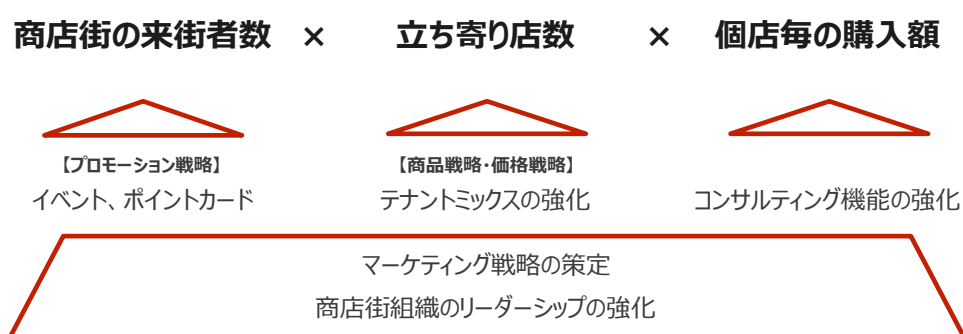 商店街の来街者数 × 立ち寄り店数 × 個店毎の購入額
【プロモーション戦略】 【商品戦略・価格戦略】
イベント、ポイントカード テナントミックスの強化 コンサルティング機能の強化
マーケティング戦略の策定
商店街組織のリーダーシップの強化